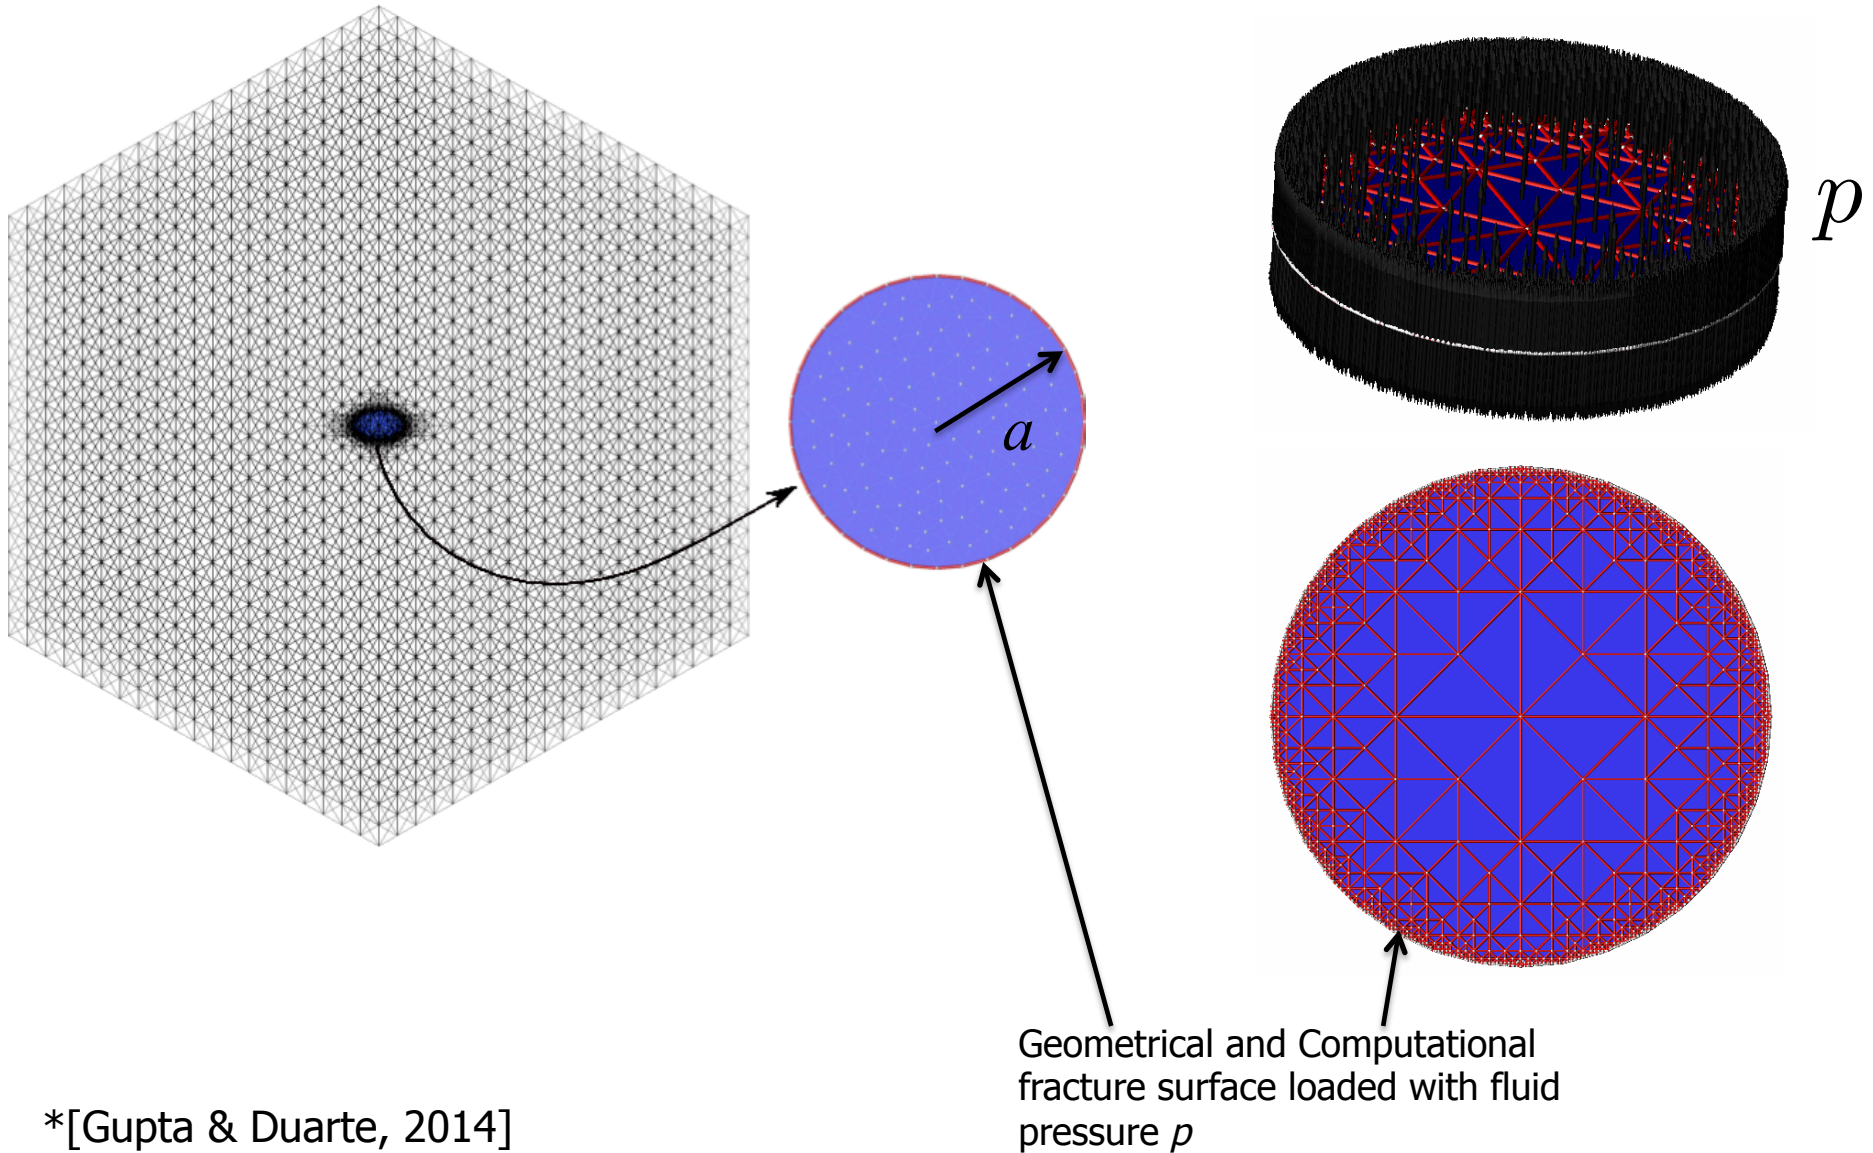 p
a
Geometrical and Computational
fracture surface loaded with fluid
pressure p
*[Gupta & Duarte, 2014]